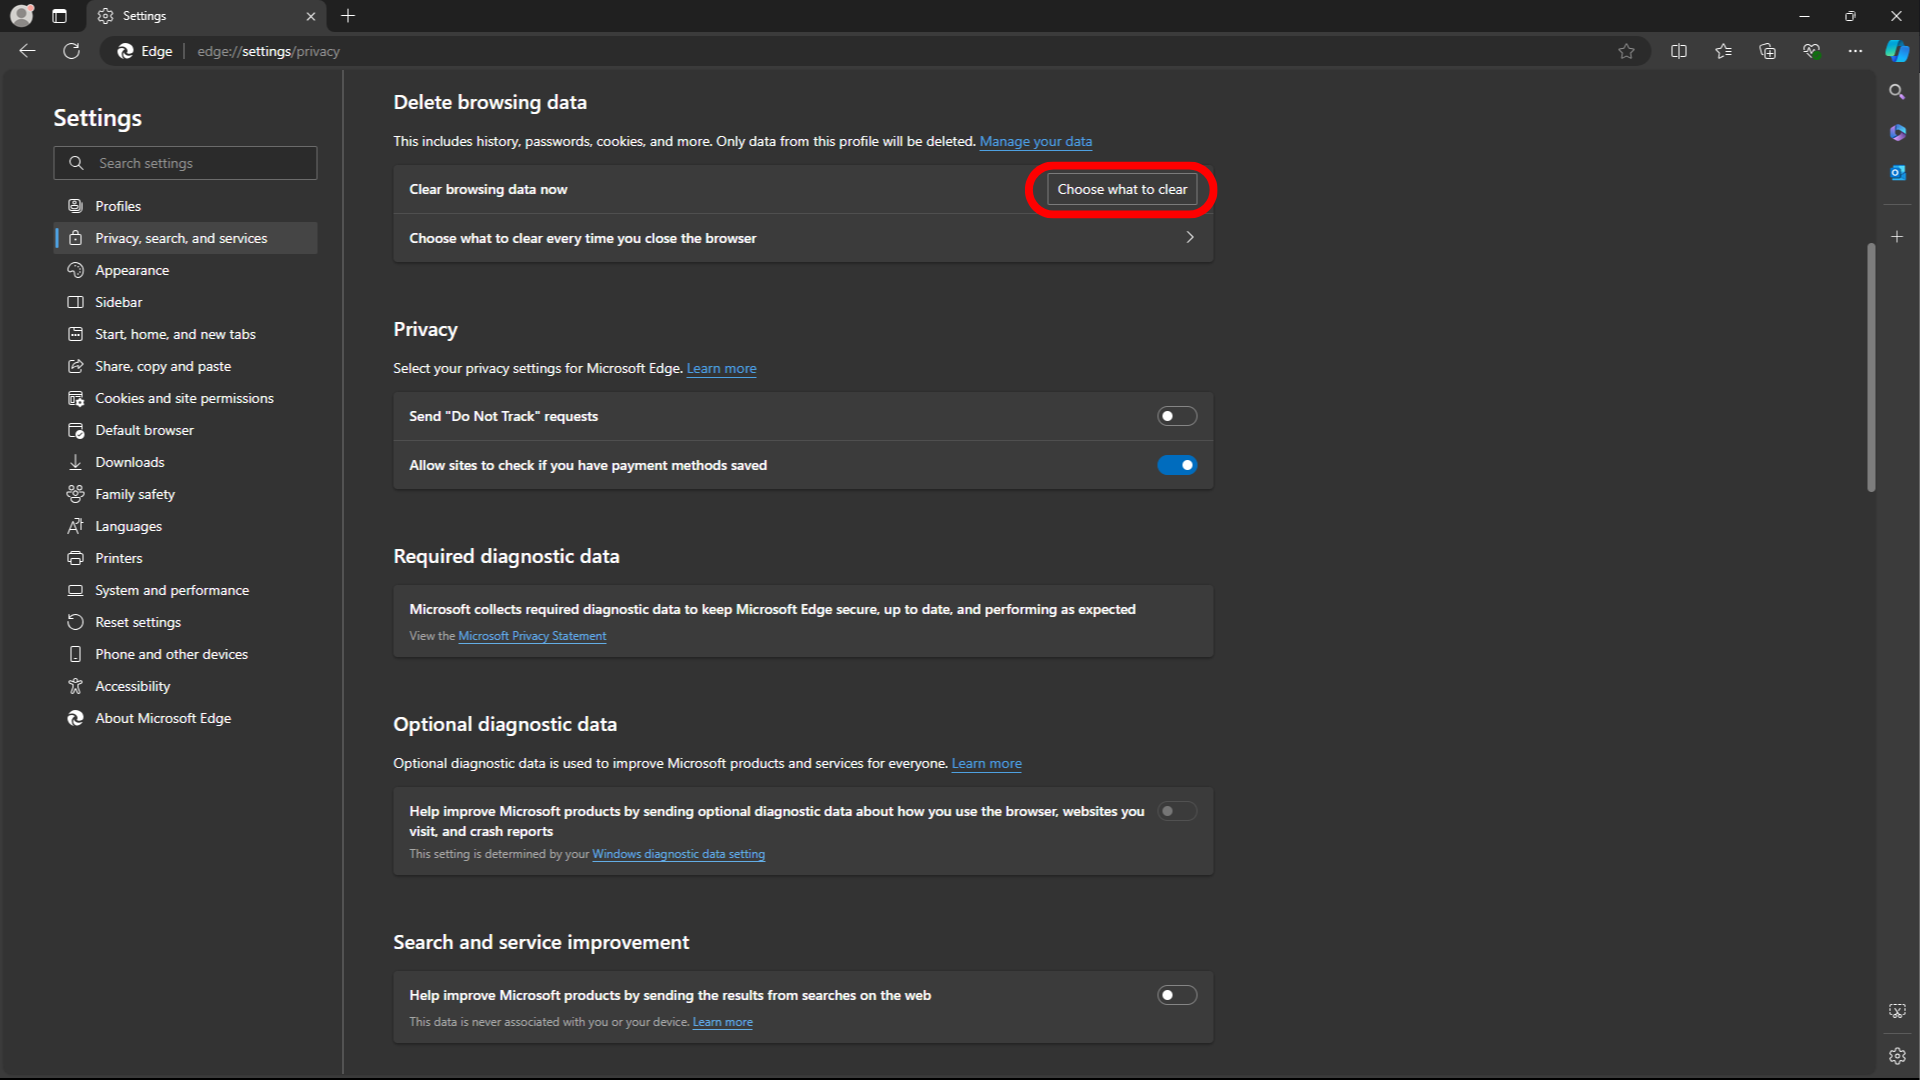 Settings
Edge
edge://settings/privacy
Settings
Search settings
Profiles
Privacy, search, and services
Appearance
Sidebar
Start, home, and new tabs
Share, copy and paste
Cookies and site permissions
Default browser
Downloads
Family safety
Languages
Printers
System and performance
Reset settings
Phone and other devices
Accessibility
About Microsoft Edge
Delete browsing data
This includes history, passwords, cookies, and more. Only data from this profile will be deleted. Manage your data
Clear browsing data now
Choose what to clear
Choose what to clear every time you close the browser
Privacy
Select your privacy settings for Microsoft Edge. Learn more
Send "Do Not Track" requests
Allow sites to check if you have payment methods saved
Required diagnostic data
Microsoft collects required diagnostic data to keep Microsoft Edge secure, up to date, and performing as expected
View the Microsoft Privacy Statement
Optional diagnostic data
Optional diagnostic data is used to improve Microsoft products and services for everyone. Learn more
Help improve Microsoft products by sending optional diagnostic data about how you use the browser, websites you
visit, and crash reports
This setting is determined by your Windows diagnostic data setting
Search and service improvement
Help improve Microsoft products by sending the results from searches on the web
This data is never associated with you or your device. Learn more